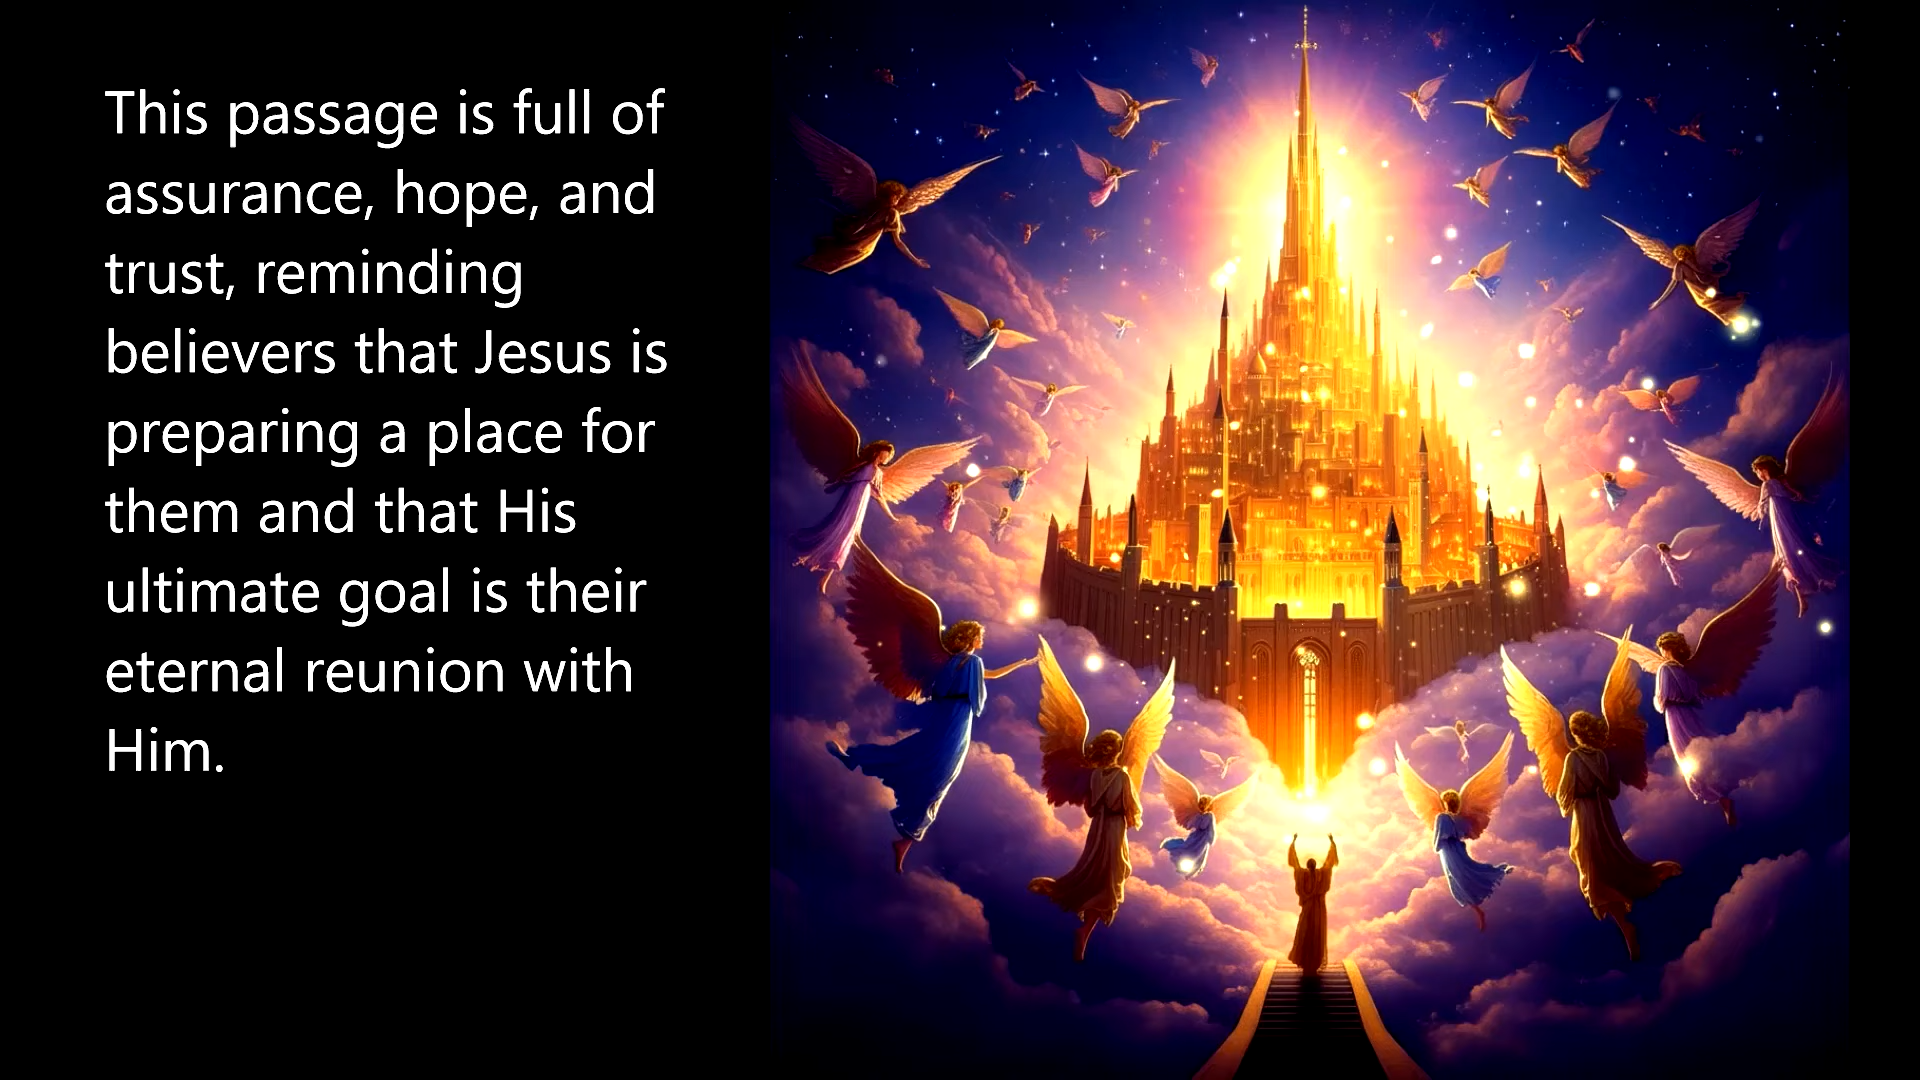 This passage is full of
assurance, hope, and
trust, reminding
believers that Jesus is
preparing a place for
them and that His
ultimate goal is their
eternal reunion with
Him.